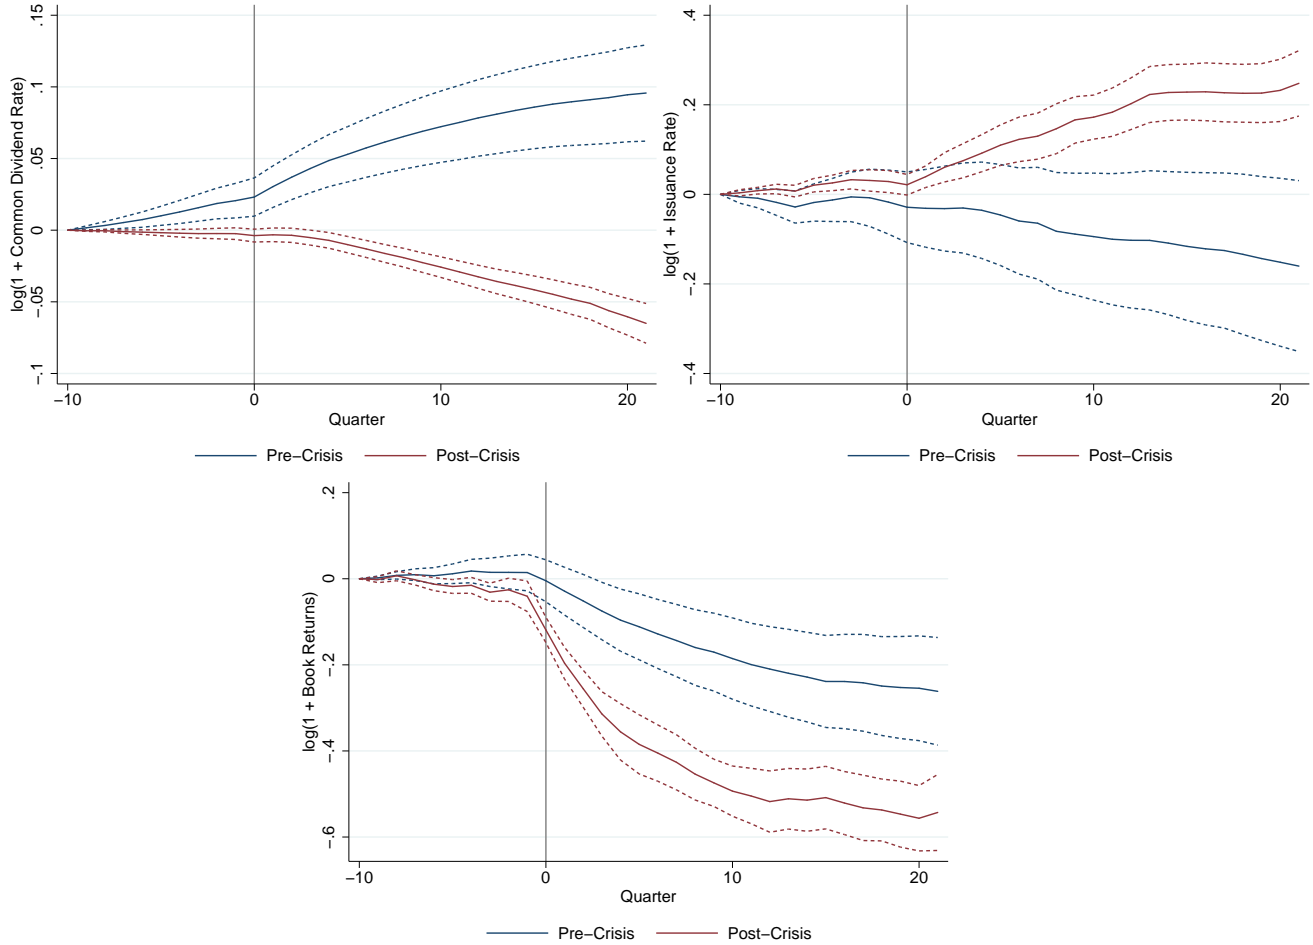 log(1 + Common Dividend Rate)
.15
.1
.05
0
−.05
−.1
−10 0 10 20
Quarter
Pre−Crisis Post−Crisis
log(1 + Issuance Rate)
.4
0.2
0
−.2
−.4
−10 0 10 20
Quarter
Pre−Crisis Post−Crisis
log(1 + Book Returns)
.2
0
−.2
−.4
−.6
−10 0 10 20
Quarter
Pre−Crisis Post−Crisis